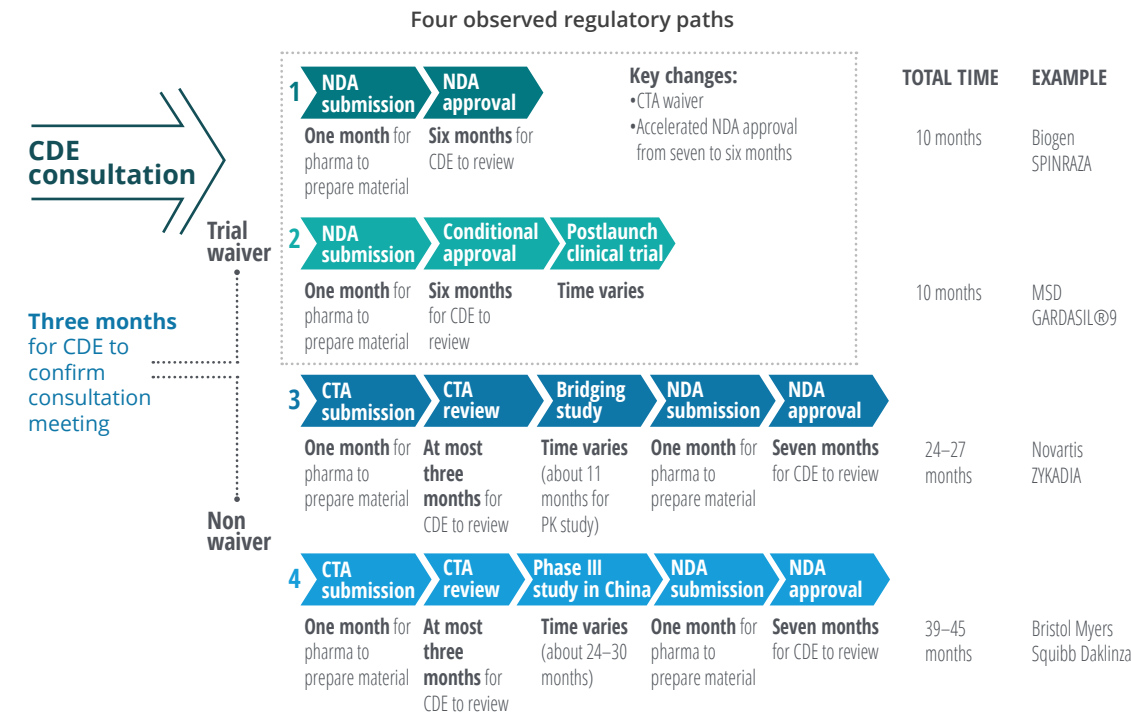 Four observed regulatory paths
CDE
consultation
Trial
waiver
Three months
for CDE to
confirm
consultation
meeting
Non
waiver
1
NDA
submission
NDA
approval
One month for
pharma to
prepare material
Six months for
CDE to review
Key changes:
•CTA waiver
•Accelerated NDA approval
from seven to six months
TOTAL TIME
EXAMPLE
10 months
Biogen
SPINRAZA
2
NDA
submission
Conditional
approval
Postlaunch
clinical trial
One month for
pharma to
prepare material
Six months
for CDE to
review
Time varies
10 months
MSD
GARDASIL®9
3
CTA
submission
CTA
review
Bridging
study
NDA
submission
NDA
approval
One month for
pharma to
prepare material
At most
three
months for
CDE to review
Time varies
(about 11
months for
PK study)
One month for
pharma to
prepare material
Seven months
for CDE to review
24–27
months
Novartis
ZYKADIA
4
CTA
submission
CTA
review
Phase III
study in China
NDA
submission
NDA
approval
One month for
pharma to
prepare material
At most
three
months for
CDE to review
Time varies
(about 24–30
months)
One month for
pharma to
prepare material
Seven months
for CDE to review
39–45
months
Bristol Myers
Squibb Daklinza